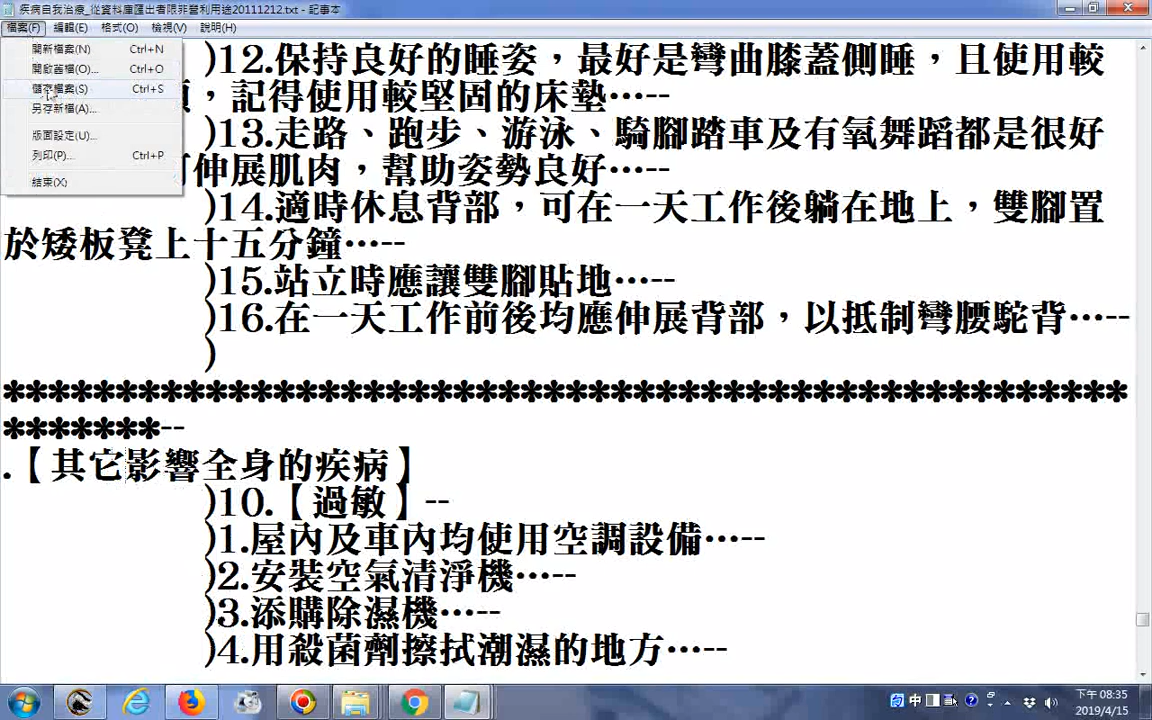 疾病自我治療_從資料庫匯出者限非營利用途20111212.txt - 記事本
檔案(F) 編輯(E) 格式(O) 檢視(V) 說明(H)
開新檔案(N) Ctrl+N
開啟舊檔(O)... Ctrl+O
儲存檔案(S) Ctrl+S
另存新檔(A)...
版面設定(U)...
列印(P)... Ctrl+P
結束(X)
)12.保持良好的睡姿，最好是彎曲膝蓋側睡，且使用較
，記得使用較堅固的床墊…--
)13.走路、跑步、游泳、騎腳踏車及有氧舞蹈都是很好
伸展肌肉，幫助姿勢良好…--
)14.適時休息背部，可在一天工作後躺在地上，雙腳置
於矮板凳上十五分鐘…--
)15.站立時應讓雙腳貼地…--
)16.在一天工作前後均應伸展背部，以抵制彎腰駝背…--
)
************************************************************
********--
.【其它影響全身的疾病】
)10.【過敏】--
)1.屋內及車內均使用空調設備…--
)2.安裝空氣清淨機…--
)3.添購除濕機…--
)4.用殺菌劑擦拭潮濕的地方…--
中
下午 08:35
2019/4/15